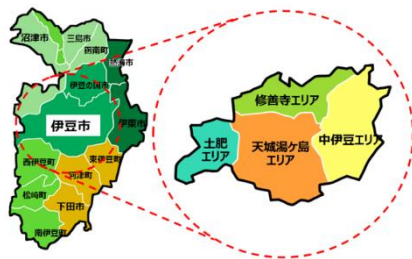 沼津市
三島市
函南町
熱海市
伊豆の国市
伊豆市
伊東市
西伊豆町
東伊豆町
河津町
松崎町
下田市
南伊豆町
修善寺エリア
土肥
エリア
天城湯ケ島
エリア
中伊豆エリア